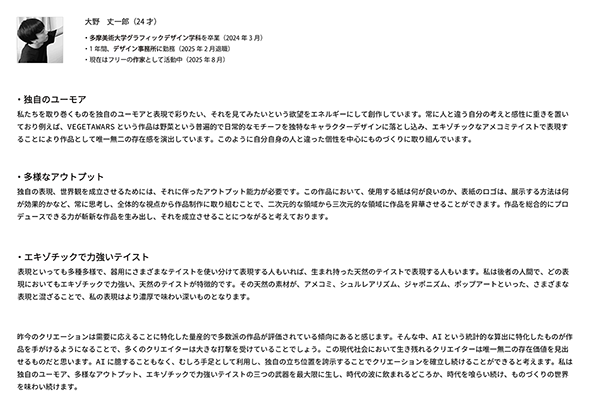 大野　丈一郎（24 才）
・多摩美術大学グラフィックデザイン学科を卒業（2024 年 3 月）
・1 年間、デザイン事務所に勤務（2025 年 2 月退職）
・現在はフリーの作家として活動中（2025 年 8 月）
・独自のユーモア
私たちを取り巻くものを独自のユーモアと表現で彩りたい、それを見てみたいという欲望をエネルギーにして創作しています。常に人と違う自分の考えと感性に重きを置い
ており例えば、VEGETAWARS という作品は野菜という普遍的で日常的なモチーフを独特なキャラクターデザインに落とし込み、エキゾチックなアメコミテイストで表現す
ることにより作品として唯一無二の存在感を演出しています。このように自分自身の人と違った個性を中心にものづくりに取り組んでいます。
・多様なアウトプット
独自の表現、世界観を成立させるためには、それに伴ったアウトプット能力が必要です。この作品において、使用する紙は何が良いのか、表紙のロゴは、展示する方法は何
が効果的かなど、常に思考し、全体的な視点から作品制作に取り組むことで、二次元的な領域から三次元的な領域に作品を昇華させることができます。作品を総合的にプロ
デュースできる力が斬新な作品を生み出し、それを成立させることにつながると考えております。
・エキゾチックで力強いテイスト
表現といっても多種多様で、器用にさまざまなテイストを使い分けて表現する人もいれば、生まれ持った天然のテイストで表現する人もいます。私は後者の人間で、どの表
現においてもエキゾチックで力強い、天然のテイストが特徴的です。その天然の素材が、アメコミ、シュルレアリズム、ジャポニズム、ポップアートといった、さまざまな
表現と混ざることで、私の表現はより濃厚で味わい深いものとなります。
昨今のクリエーションは需要に応えることに特化した量産的で多数派の作品が評価されている傾向にあると感じます。そんな中、AI という統計的な算出に特化したものが作
品を手がけるようになることで、多くのクリエイターは大きな打撃を受けていることでしょう。この現代社会において生き残れるクリエイターは唯一無二の存在価値を見出
せるものだと思います。AI に臆することもなく、むしろ手足として利用し、独自の立ち位置を誇示することでクリエーションを確立し続けることができると考えます。私は
独自のユーモア、多様なアウトプット、エキゾチックで力強いテイストの三つの武器を最大限に生し、時代の波に飲まれるどころか、時代を喰らい続け、ものづくりの世界
を味わい続けます。